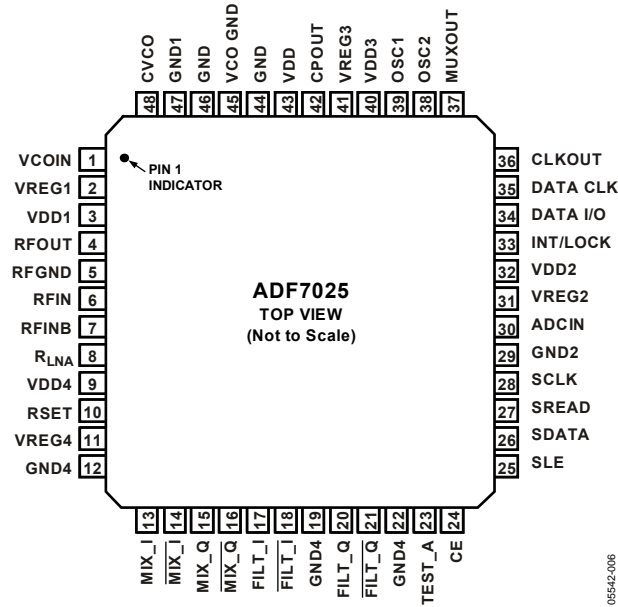 CVCO
GND1
GND
VCO GND
GND
VDD
CPOUT
VREG3
VDD3
OSC1
OSC2
MUXOUT
48 47 46 45 44 43 42 41 40 39 38 37
VCOIN 1
VREG1 2
VDD1 3
RFOUT 4
RFGND 5
RFIN 6
RFINB 7
RLNA 8
VDD4 9
RSET 10
VREG4 11
GND4 12
PIN 1
INDICATOR
ADF7025
TOP VIEW
(Not to Scale)
36 CLKOUT
35 DATA CLK
34 DATA I/O
33 INT/LOCK
32 VDD2
31 VREG2
30 ADCIN
29 GND2
28 SCLK
27 SREAD
26 SDATA
25 SLE
13 14 15 16 17 18 19 20 21 22 23 24
MIX_I
M̅I̅X̅_̅I̅
MIX_Q
M̅I̅X̅_̅Q̅
FILT_I
F̅I̅L̅T̅_̅I̅
GND4
FILT_Q
F̅I̅L̅T̅_̅Q̅
GND4
TEST_A
CE
05542-006